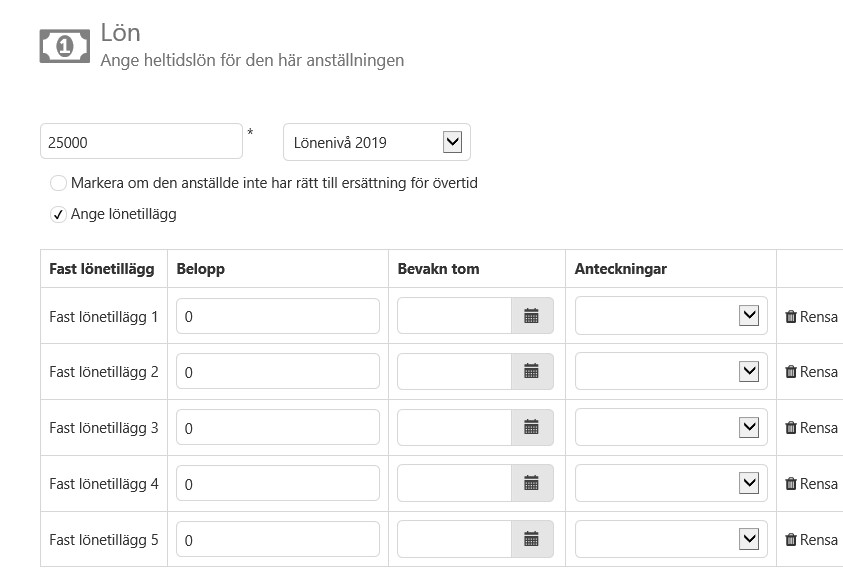 Lön
Ange heltidslön för den här anställningen
25000 * Lönenivå 2019
Markera om den anställde inte har rätt till ersättning för övertid
Ange lönetillägg
Fast lönetillägg Belopp Bevakn tom Anteckningar
Fast lönetillägg 1 0 Rensa
Fast lönetillägg 2 0 Rensa
Fast lönetillägg 3 0 Rensa
Fast lönetillägg 4 0 Rensa
Fast lönetillägg 5 0 Rensa